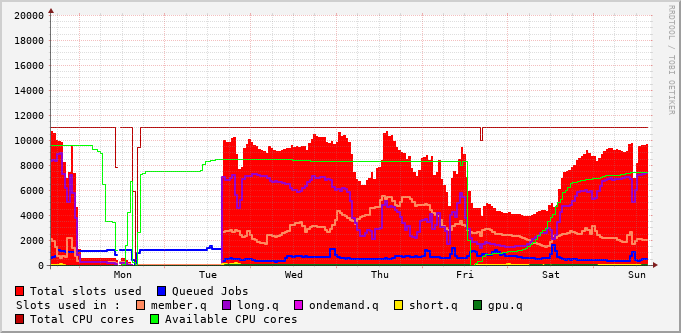 20000
18000
16000
14000
12000
10000
8000
6000
4000
2000
0
Mon Tue Wed Thu Fri Sat Sun
Total slots used Queued Jobs
Slots used in : member.q long.q ondemand.q short.q gpu.q
Total CPU cores Available CPU cores
RRDTOOL / TOBI OETIKER